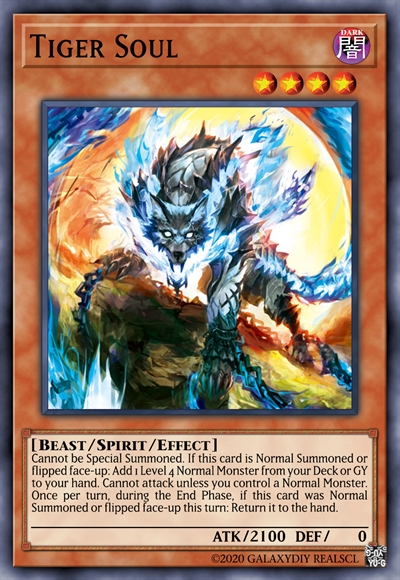 Tiger Soul
DARK
闇
[Beast/Spirit/Effect]
Cannot be Special Summoned. If this card is Normal Summoned or
flipped face-up: Add 1 Level 4 Normal Monster from your Deck or GY
to your hand. Cannot attack unless you control a Normal Monster.
Once per turn, during the End Phase, if this card was Normal
Summoned or flipped face-up this turn: Return it to the hand.
ATK/2100 DEF/ 0
©2020 GALAXYDIY REALSCL